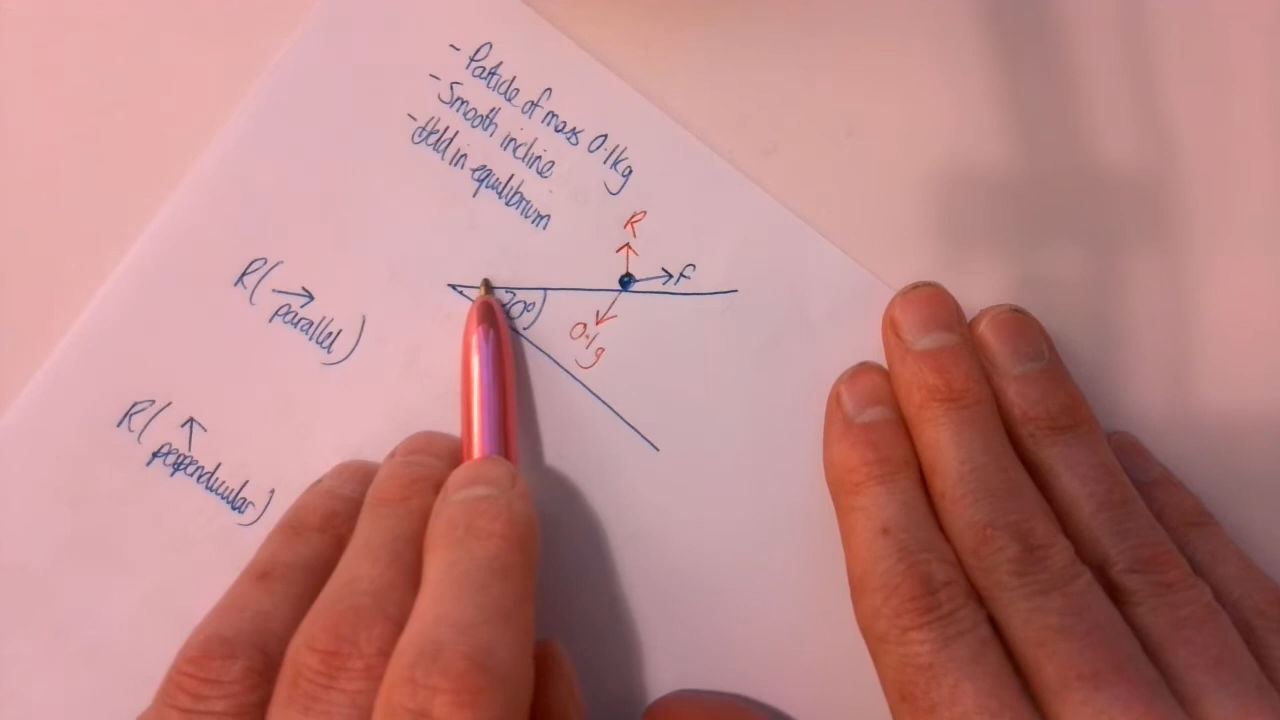 - Particle of mass 0.1kg
- Smooth incline
- Held in equilibrium
R
F
20°
0.1g
R( → parallel)
R( ↑ perpendicular)